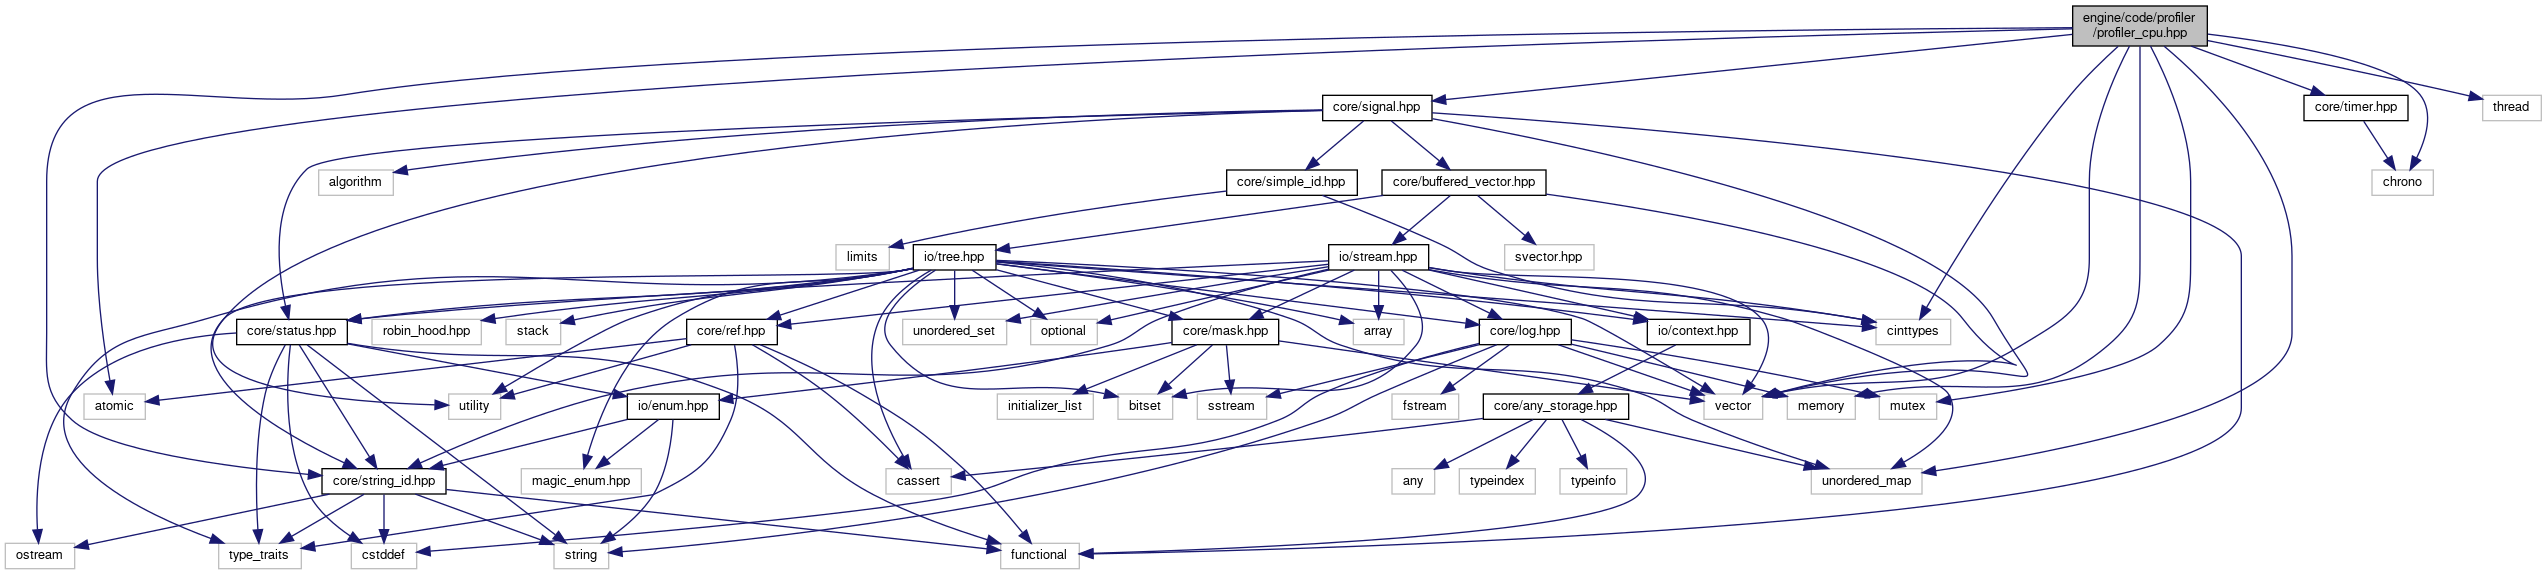 engine/code/profiler
/profiler_cpu.hpp
core/signal.hpp
core/timer.hpp
thread
algorithm
core/simple_id.hpp
core/buffered_vector.hpp
chrono
limits
io/tree.hpp
io/stream.hpp
svector.hpp
core/status.hpp
robin_hood.hpp
stack
core/ref.hpp
unordered_set
optional
core/mask.hpp
array
core/log.hpp
io/context.hpp
cinttypes
atomic
utility
io/enum.hpp
initializer_list
bitset
sstream
fstream
core/any_storage.hpp
vector
memory
mutex
core/string_id.hpp
magic_enum.hpp
cassert
any
typeindex
typeinfo
unordered_map
ostream
type_traits
cstddef
string
functional